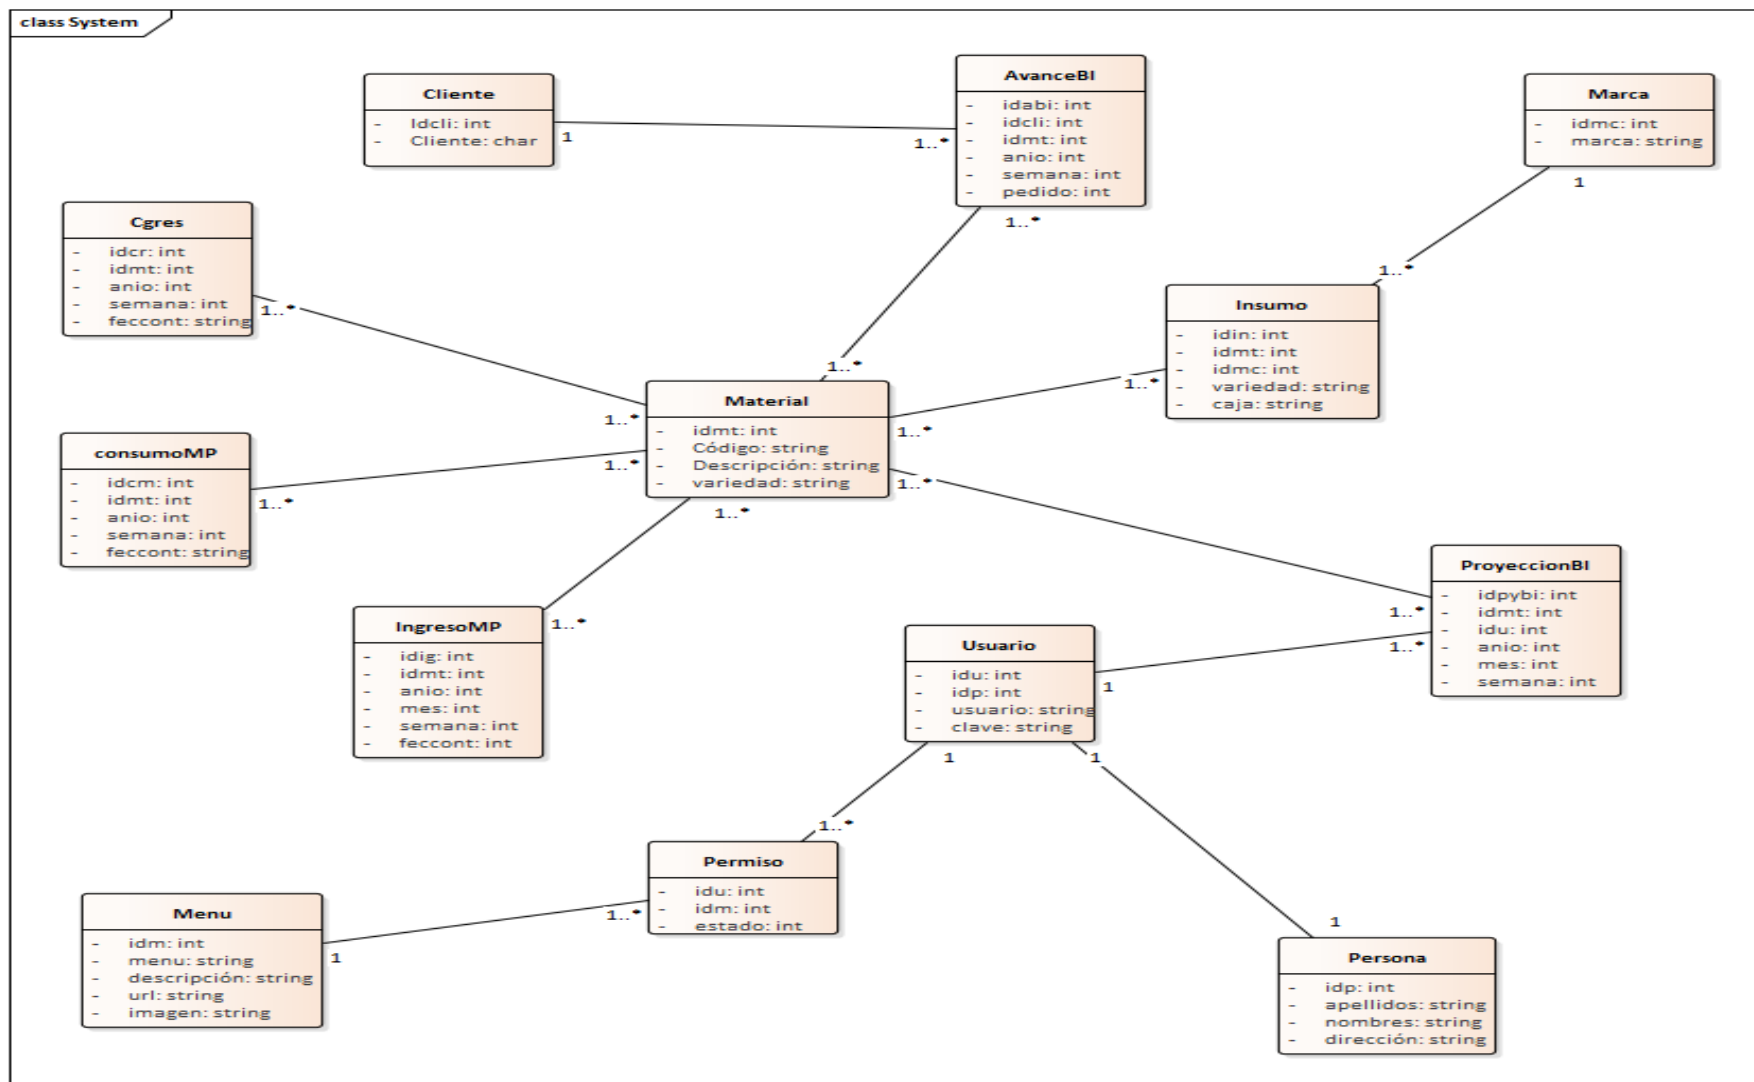 class System
Cliente
- Idcli: int
- Cliente: char
1
1..*
AvanceBI
- idabi: int
- idcli: int
- idmt: int
- anio: int
- semana: int
- pedido: int
1..*
Marca
- idmc: int
- marca: string
1
1..*
Cgres
- idcr: int
- idmt: int
- anio: int
- semana: int
- feccont: string
1..*
Insumo
- idin: int
- idmt: int
- idmc: int
- variedad: string
- caja: string
1..*
1..*
Material
- idmt: int
- Código: string
- Descripción: string
- variedad: string
1..*
1..*
1..*
1..*
1..*
consumoMP
- idcm: int
- idmt: int
- anio: int
- semana: int
- feccont: string
1..*
IngresoMP
- idig: int
- idmt: int
- anio: int
- mes: int
- semana: int
- feccont: int
1..*
ProyeccionBI
- idpybi: int
- idmt: int
- idu: int
- anio: int
- mes: int
- semana: int
1..*
1..*
Usuario
- idu: int
- idp: int
- usuario: string
- clave: string
1
1
1
Permiso
- idu: int
- idm: int
- estado: int
1..*
1..*
Menu
- idm: int
- menu: string
- descripción: string
- url: string
- imagen: string
1
1
Persona
- idp: int
- apellidos: string
- nombres: string
- dirección: string